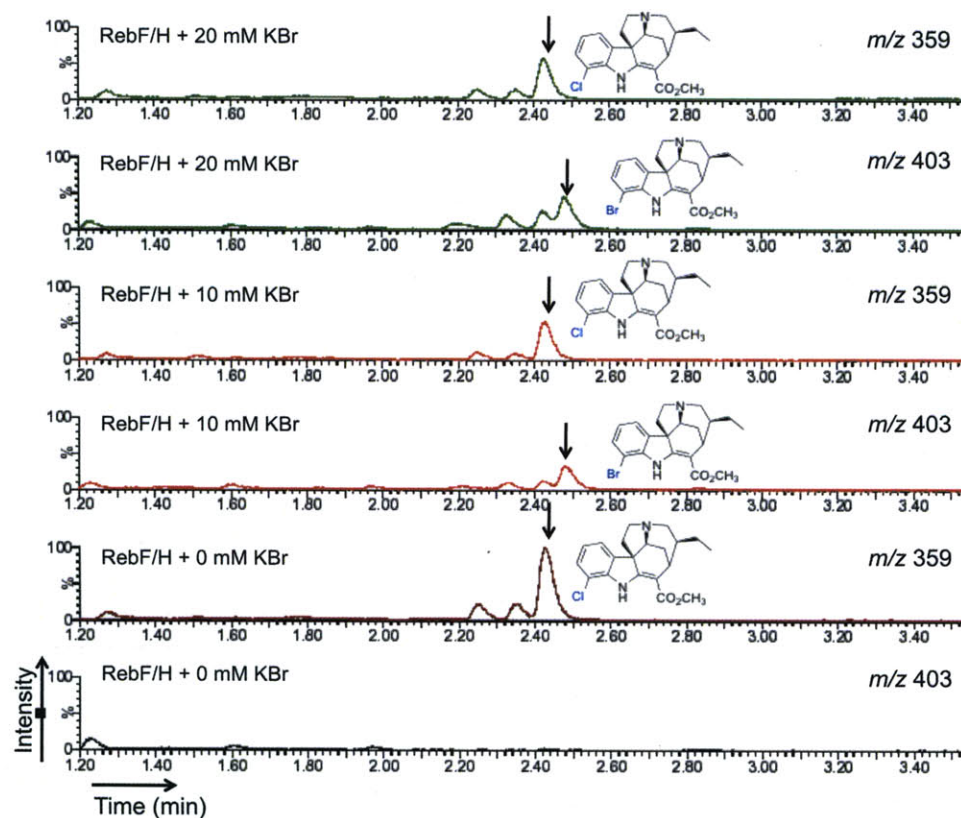 100
%
0
RebF/H + 20 mM KBr
m/z 359
N
Cl
N
H
CO₂CH₃
1.20 1.40 1.60 1.80 2.00 2.20 2.40 2.60 2.80 3.00 3.20 3.40
100
%
0
RebF/H + 20 mM KBr
m/z 403
N
Br
N
H
CO₂CH₃
1.20 1.40 1.60 1.80 2.00 2.20 2.40 2.60 2.80 3.00 3.20 3.40
100
%
0
RebF/H + 10 mM KBr
m/z 359
N
Cl
N
H
CO₂CH₃
1.20 1.40 1.60 1.80 2.00 2.20 2.40 2.60 2.80 3.00 3.20 3.40
100
%
0
RebF/H + 10 mM KBr
m/z 403
N
Br
N
H
CO₂CH₃
1.20 1.40 1.60 1.80 2.00 2.20 2.40 2.60 2.80 3.00 3.20 3.40
100
%
0
RebF/H + 0 mM KBr
m/z 359
N
Cl
N
H
CO₂CH₃
1.20 1.40 1.60 1.80 2.00 2.20 2.40 2.60 2.80 3.00 3.20 3.40
100
%
0
RebF/H + 0 mM KBr
m/z 403
1.20 1.40 1.60 1.80 2.00 2.20 2.40 2.60 2.80 3.00 3.20 3.40
Intensity
Time (min)